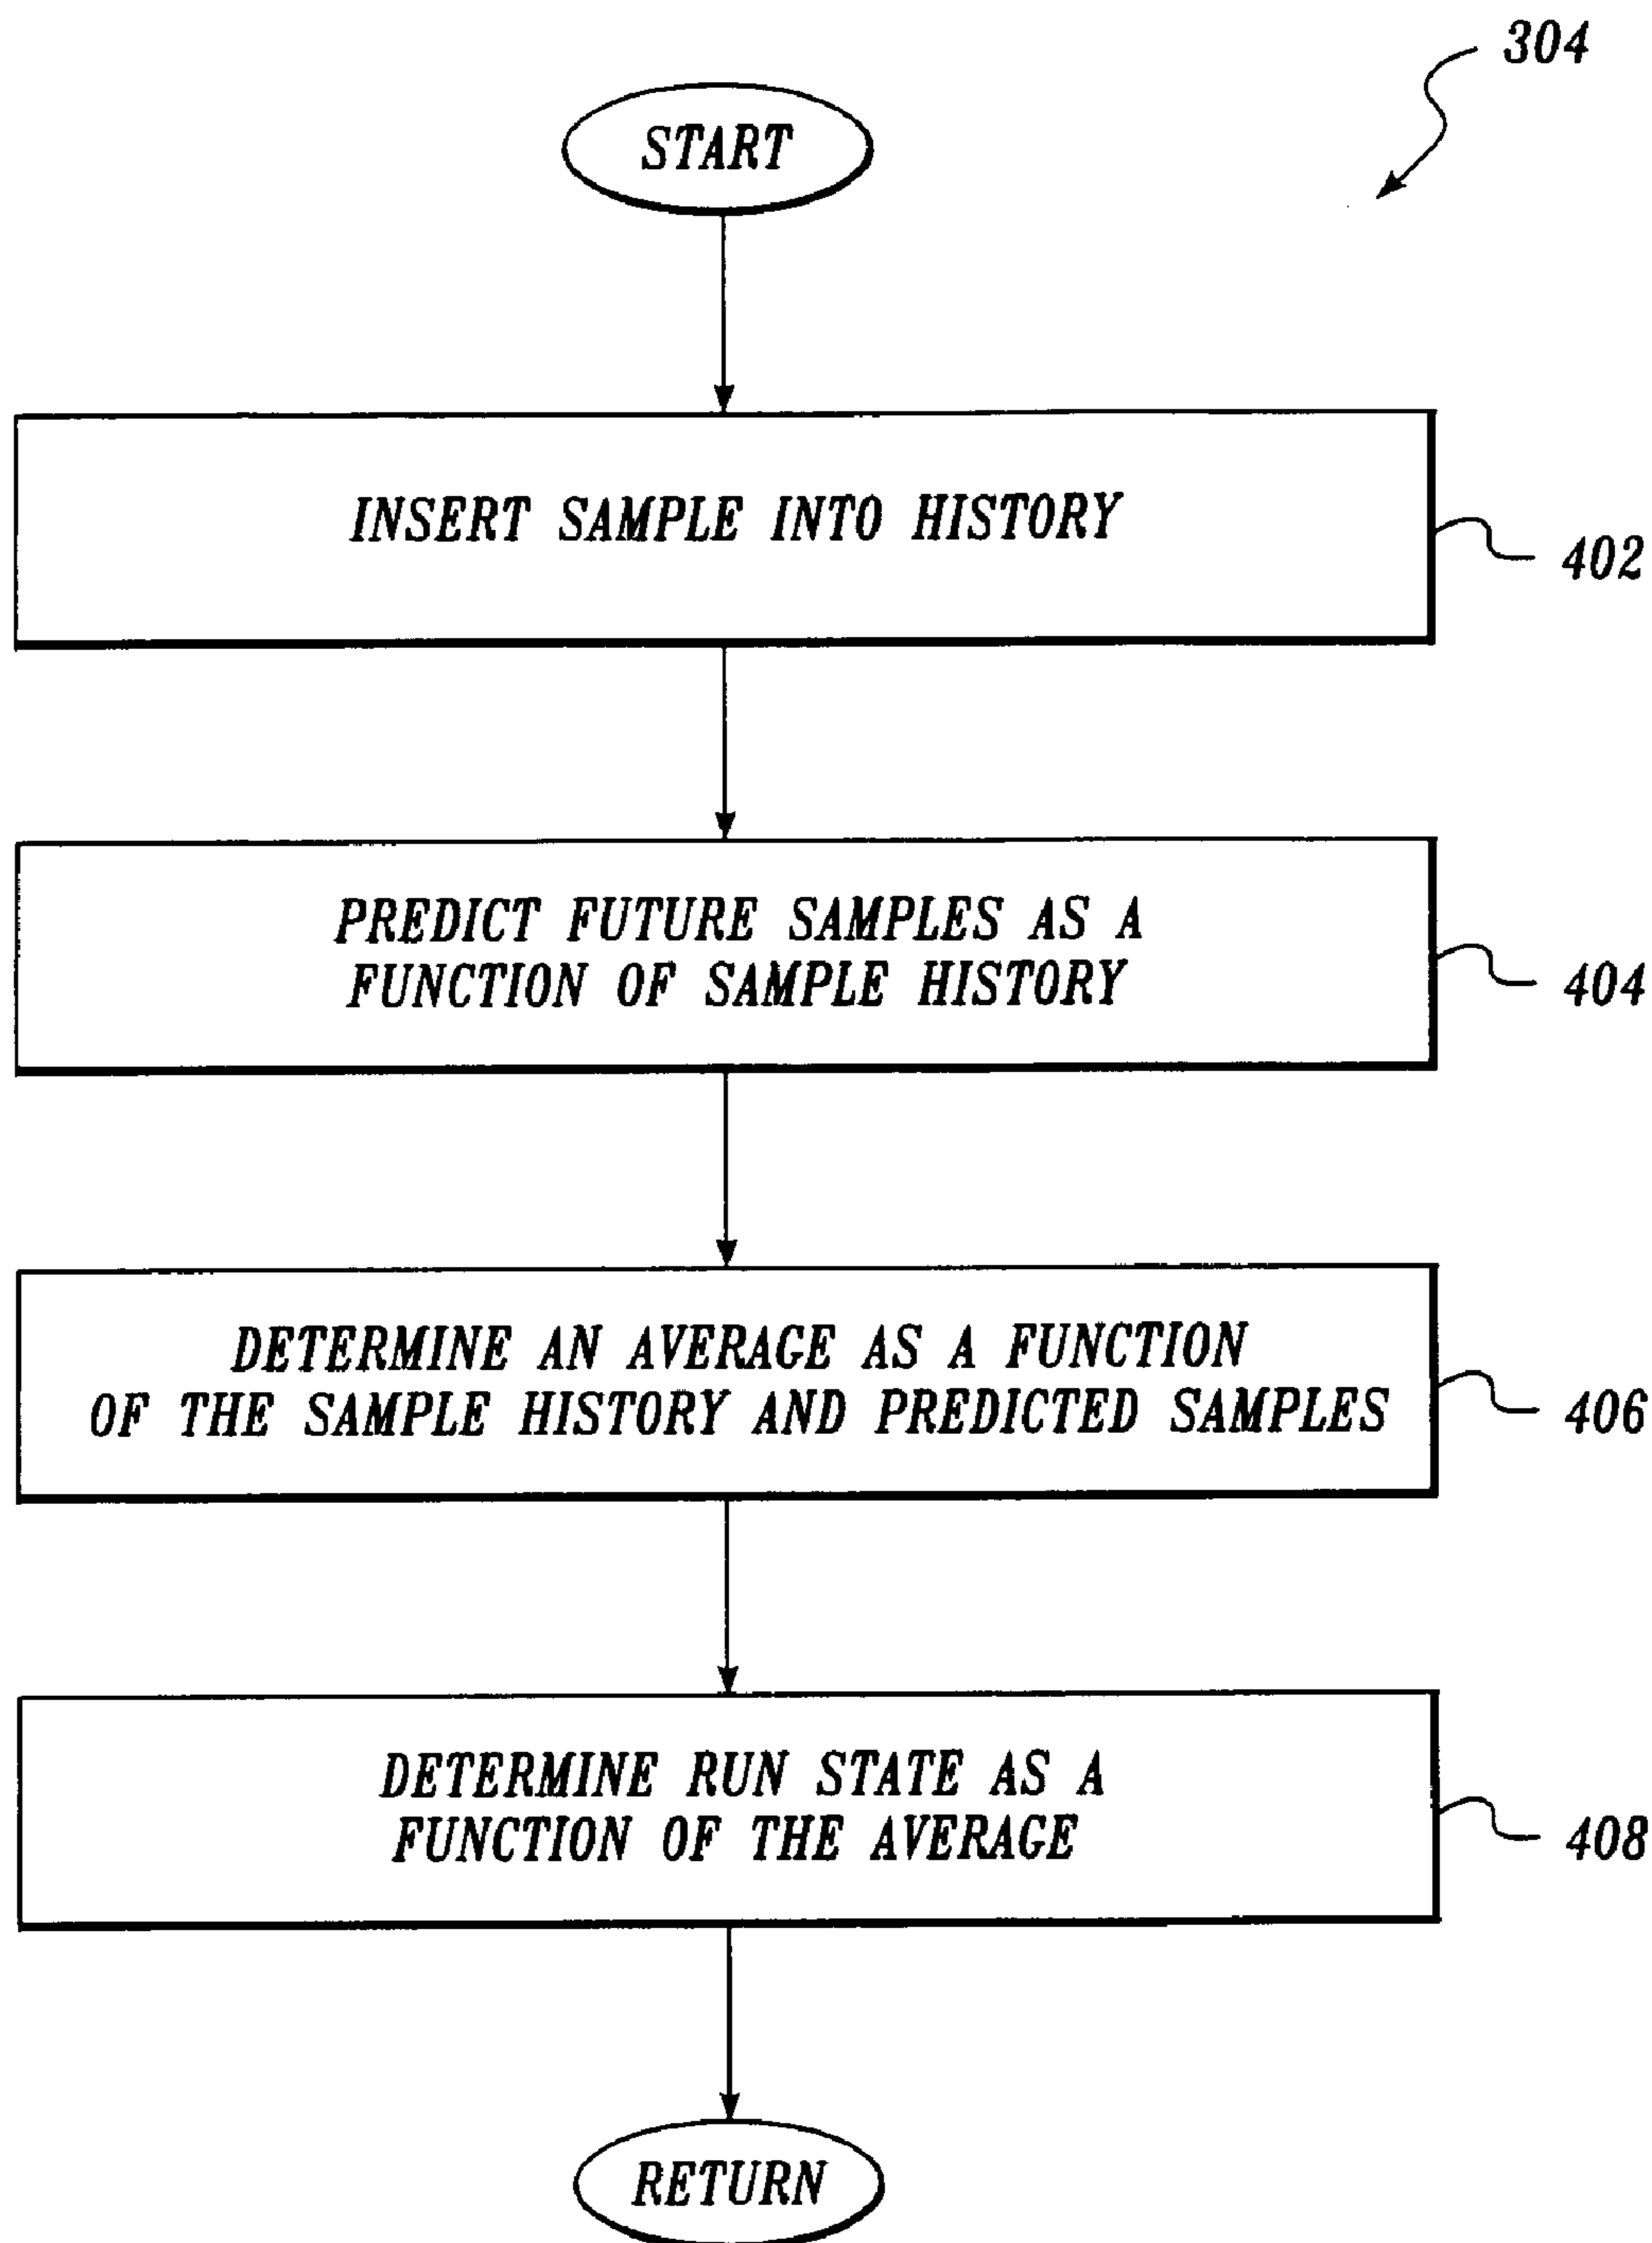 304
START
INSERT SAMPLE INTO HISTORY
402
PREDICT FUTURE SAMPLES AS A
FUNCTION OF SAMPLE HISTORY
404
DETERMINE AN AVERAGE AS A FUNCTION
OF THE SAMPLE HISTORY AND PREDICTED SAMPLES
406
DETERMINE RUN STATE AS A
FUNCTION OF THE AVERAGE
408
RETURN